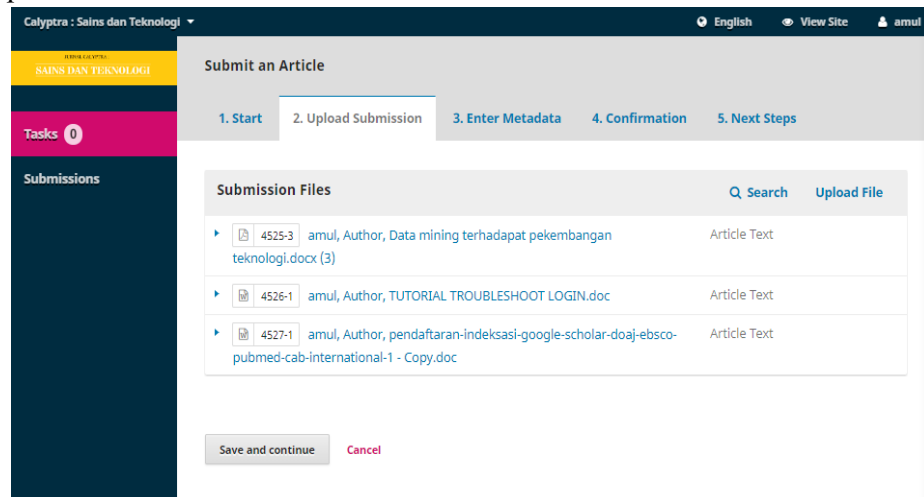 Calyptra : Sains dan Teknologi
English
View Site
amul
JURNAL CALYPTRA :
SAINS DAN TEKNOLOGI
Submit an Article
1. Start
2. Upload Submission
3. Enter Metadata
4. Confirmation
5. Next Steps
Tasks 0
Submissions
Submission Files
Search
Upload File
4525-3 amul, Author, Data mining terhadapat pekembangan
teknologi.docx (3)
Article Text
4526-1 amul, Author, TUTORIAL TROUBLESHOOT LOGIN.doc
Article Text
4527-1 amul, Author, pendaftaran-indeksasi-google-scholar-doaj-ebsco-
pubmed-cab-international-1 - Copy.doc
Article Text
Save and continue
Cancel